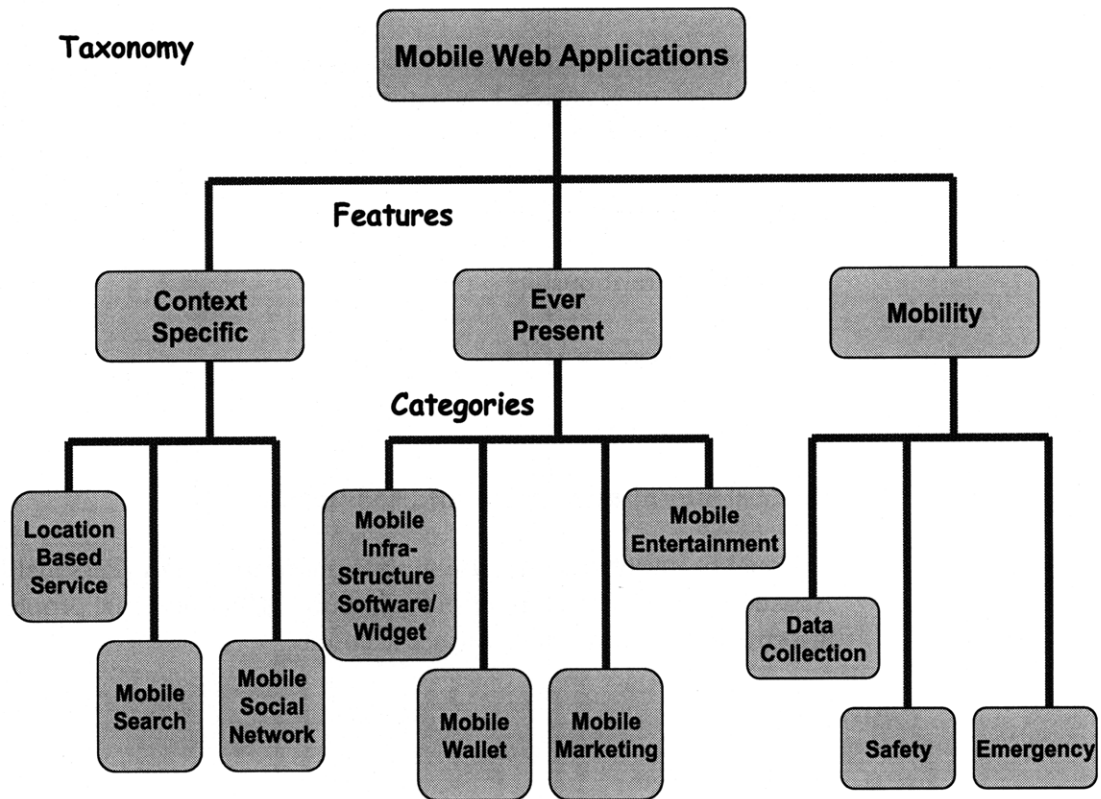 Taxonomy
Mobile Web Applications
Features
Context
Specific
Ever
Present
Mobility
Categories
Location
Based
Service
Mobile
Search
Mobile
Social
Network
Mobile
Infra-
Structure
Software/
Widget
Mobile
Wallet
Mobile
Marketing
Mobile
Entertainment
Data
Collection
Safety
Emergency